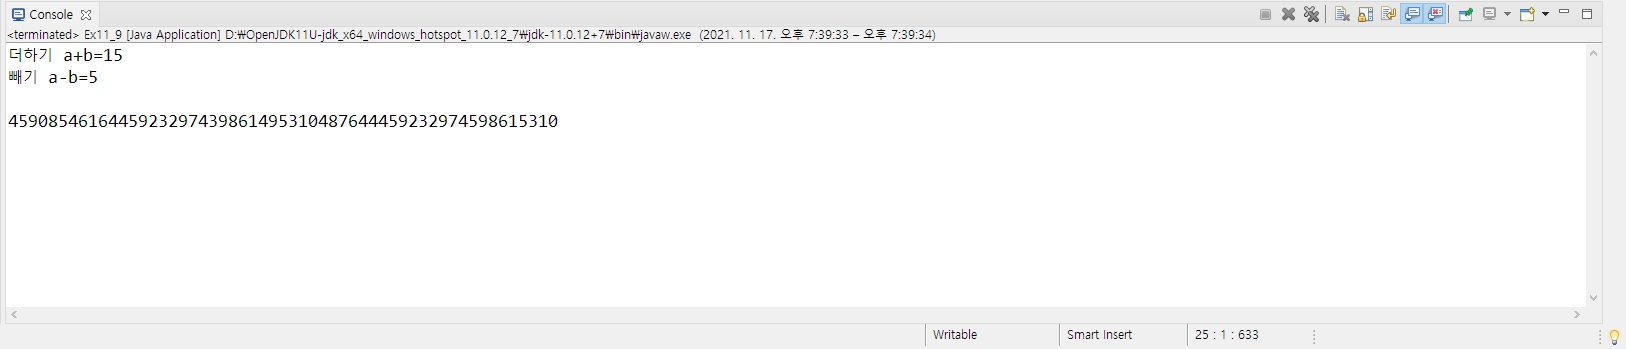 Console
<terminated> Ex11_9 [Java Application] D:₩OpenJDK11U-jdk_x64_windows_hotspot_11.0.12_7₩jdk-11.0.12+7₩bin₩javaw.exe (2021. 11. 17. 오후 7:39:33 – 오후 7:39:34)
더하기 a+b=15
빼기 a-b=5
4590854616445923297439861495310487644459232974598615310
Writable
Smart Insert
25 : 1 : 633